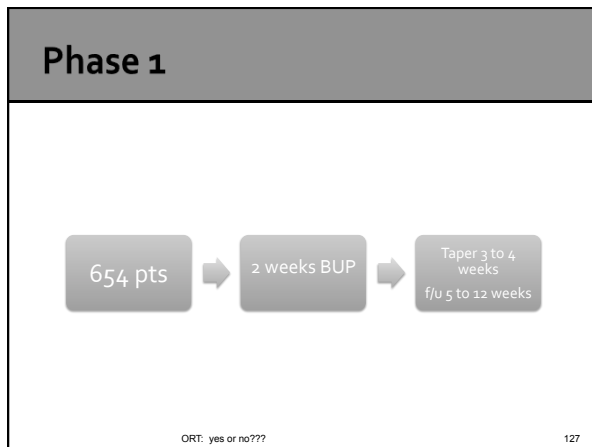 Phase 1
654 pts
2 weeks BUP
Taper 3 to 4
weeks
f/u 5 to 12 weeks
ORT: yes or no???
127